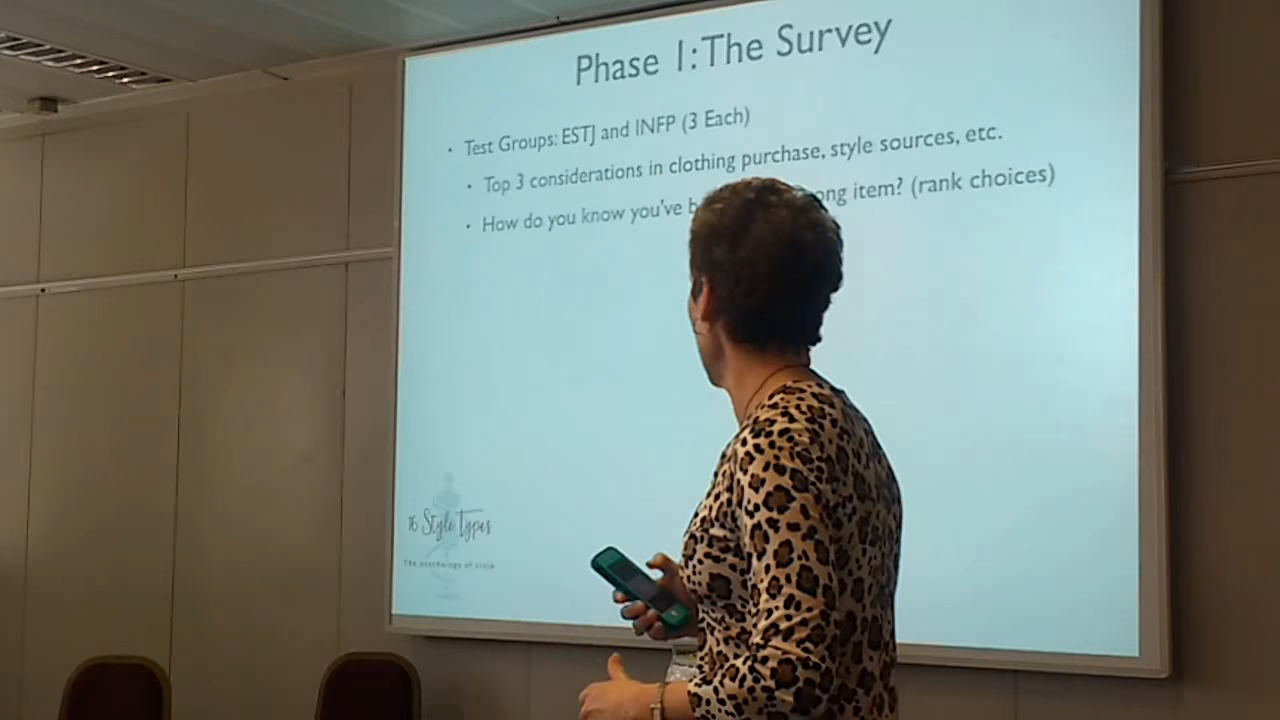 Phase 1: The Survey
• Test Groups: ESTJ and INFP (3 Each)
• Top 3 considerations in clothing purchase, style sources, etc.
• How do you know you've item? (rank choices)
16 Style Types
The psychology of style